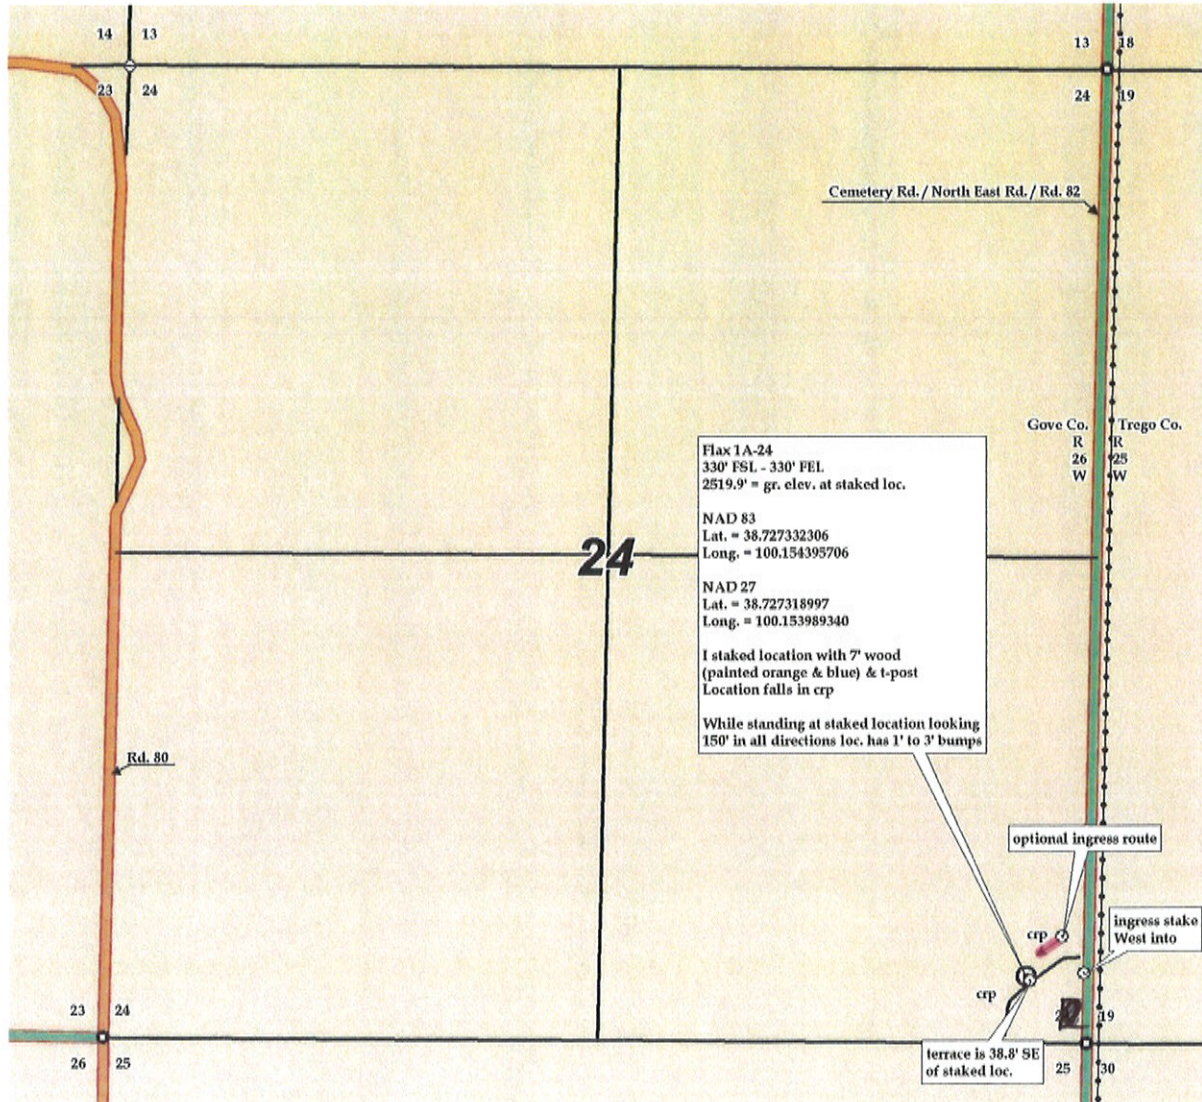 14 13
13 18
23 24
24 19
Cemetery Rd. / North East Rd. / Rd. 82
Gove Co. Trego Co.
R R
26 25
W W
Flax 1A-24
330' FSL - 330' FEL
2519.9' = gr. elev. at staked loc.
NAD 83
Lat. = 38.727332306
Long. = 100.154395706
NAD 27
Lat. = 38.727318997
Long. = 100.153989340
I staked location with 7' wood
(painted orange & blue) & t-post
Location falls in crp
While standing at staked location looking
150' in all directions loc. has 1' to 3' bumps
24
Rd. 80
optional ingress route
crp
ingress stake
West into
crp
23 24
19
terrace is 38.8' SE
of staked loc.
26 25
25 30